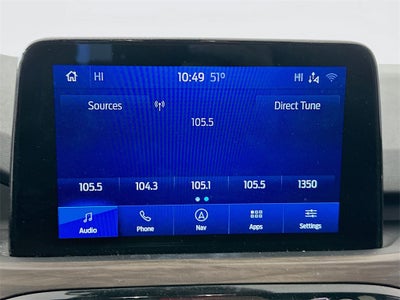 HI 10:49 51° HI
Sources Direct Tune
105.5
105.5 104.3 105.1 105.5 1350
Audio Phone Nav Apps Settings